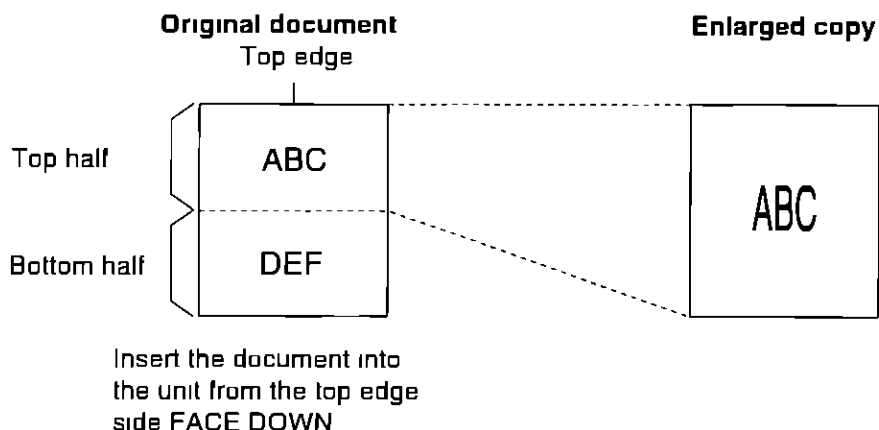 Original document
Enlarged copy
Top edge
Top half
ABC
ABC
Bottom half
DEF
Insert the document into
the unit from the top edge
side FACE DOWN